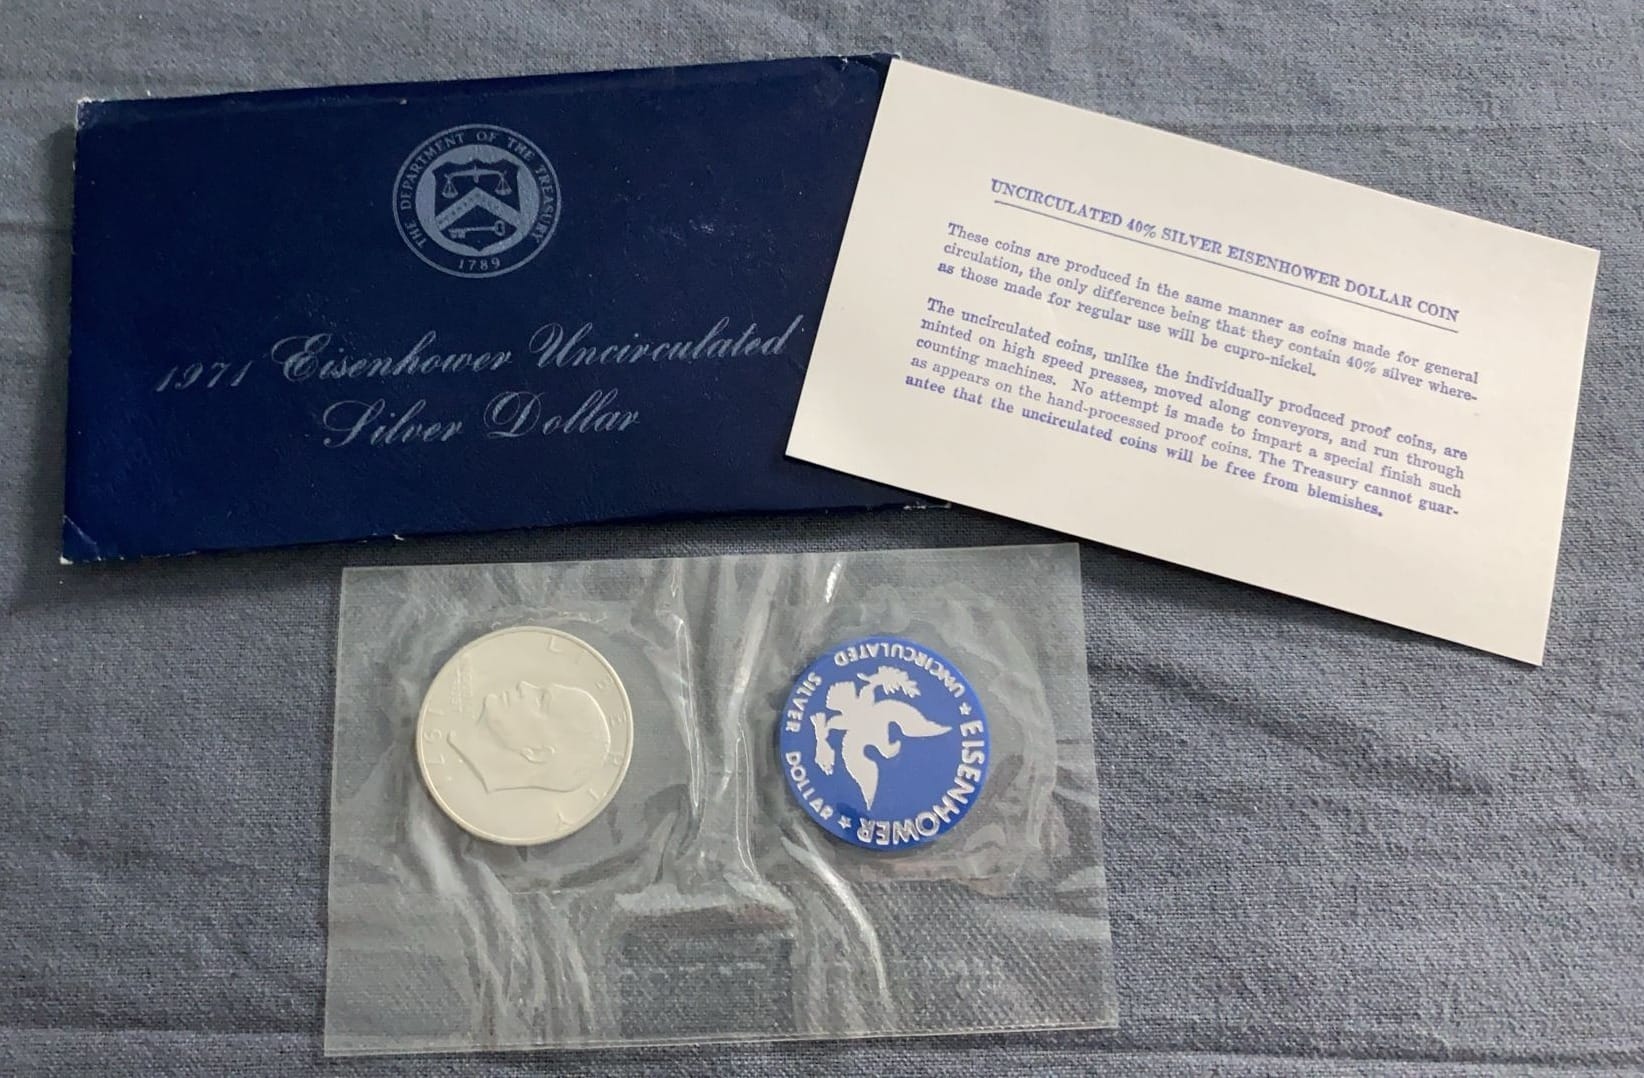 THE DEPARTMENT OF THE TREASURY
1789
1971 Eisenhower Uncirculated
Silver Dollar
UNCIRCULATED 40% SILVER EISENHOWER DOLLAR COIN
These coins are produced in the same manner as coins made for general
circulation, the only difference being that they contain 40% silver where-
as those made for regular use will be cupro-nickel.
The uncirculated coins, unlike the individually produced proof coins, are
minted on high speed presses, moved along conveyors, and run through
counting machines. No attempt is made to impart a special finish such
as appears on the hand-processed proof coins. The Treasury cannot guar-
antee that the uncirculated coins will be free from blemishes.
LIBERTY
1971
★ EISENHOWER ★
UNCIRCULATED
SILVER DOLLAR